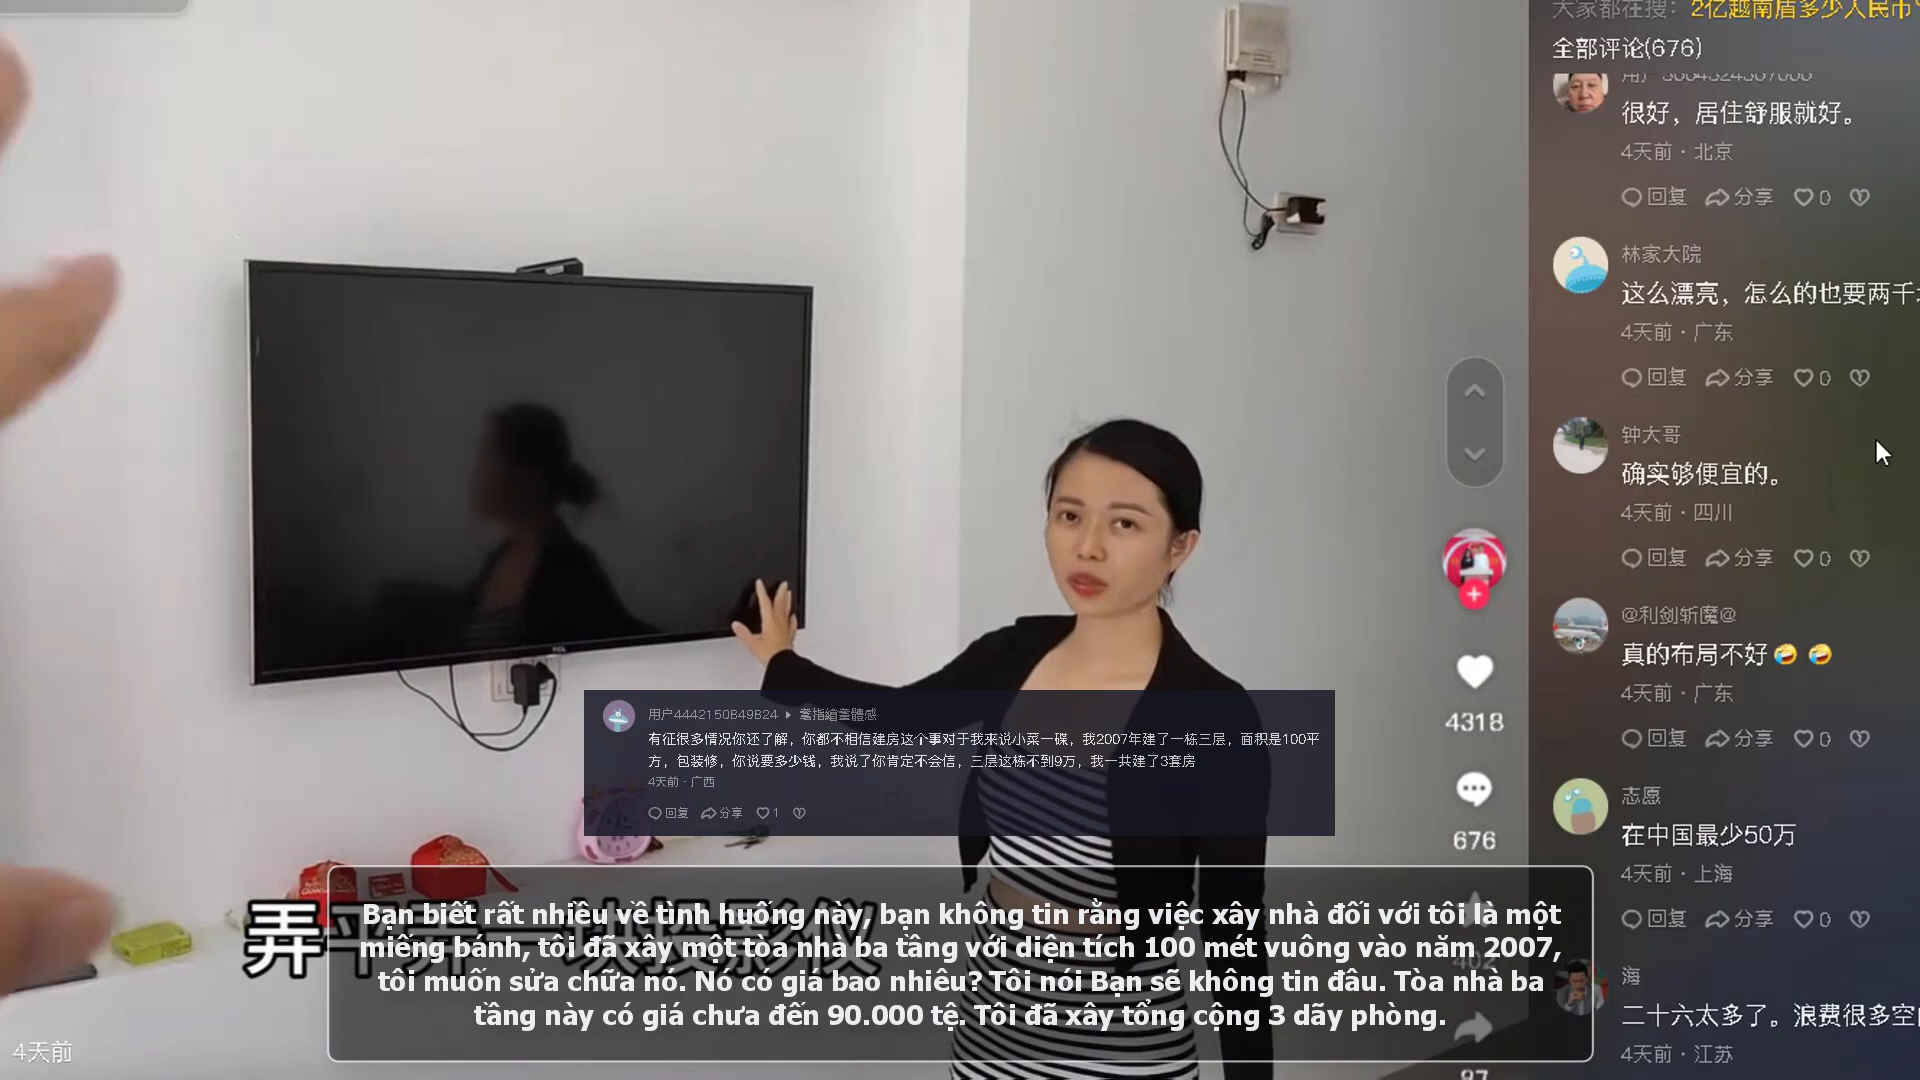 大家都在搜：2亿越南盾多少人民币
全部评论(676)
很好，居住舒服就好。
4天前·北京
回复 分享 0
林家大院
这么漂亮，怎么的也要两千
4天前·广东
回复 分享 0
钟大哥
确实够便宜的。
4天前·四川
回复 分享 0
@利剑斩魔@
真的布局不好🤣 🤣
4天前·广东
回复 分享 0
志愿
在中国最少50万
4天前·上海
回复 分享 0
海
二十六太多了。浪费很多空
4天前·江苏
4318
676
402
TCL
用户4442150849824
有征很多情况你还了解，你都不相信建房这个事对于我来说小菜一碟，我2007年建了一栋三层，面积是100平
方，包装修，你说要多少钱，我说了你肯定不会信，三层这栋不到9万，我一共建了3套房
4天前·广西
回复 分享 1
弄
Bạn biết rất nhiều về tình huống này, bạn không tin rằng việc xây nhà đối với tôi là một
miếng bánh, tôi đã xây một tòa nhà ba tầng với diện tích 100 mét vuông vào năm 2007,
tôi muốn sửa chữa nó. Nó có giá bao nhiêu? Tôi nói Bạn sẽ không tin đâu. Tòa nhà ba
tầng này có giá chưa đến 90.000 tệ. Tôi đã xây tổng cộng 3 dãy phòng.
4天前